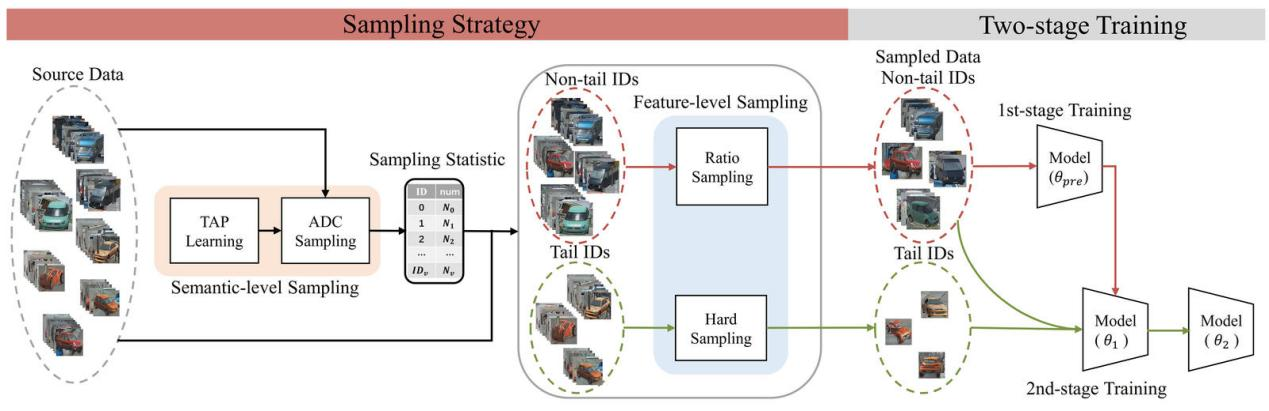 Sampling Strategy
Two-stage Training
Source Data
TAP
Learning
ADC
Sampling
Semantic-level Sampling
Sampling Statistic
ID num
0 N₀
1 N₁
2 N₂
... ...
IDᵥ Nᵥ
Non-tail IDs
Tail IDs
Feature-level Sampling
Ratio
Sampling
Hard
Sampling
Sampled Data
Non-tail IDs
Tail IDs
1st-stage Training
Model
(θpre)
Model
(θ₁)
Model
(θ₂)
2nd-stage Training